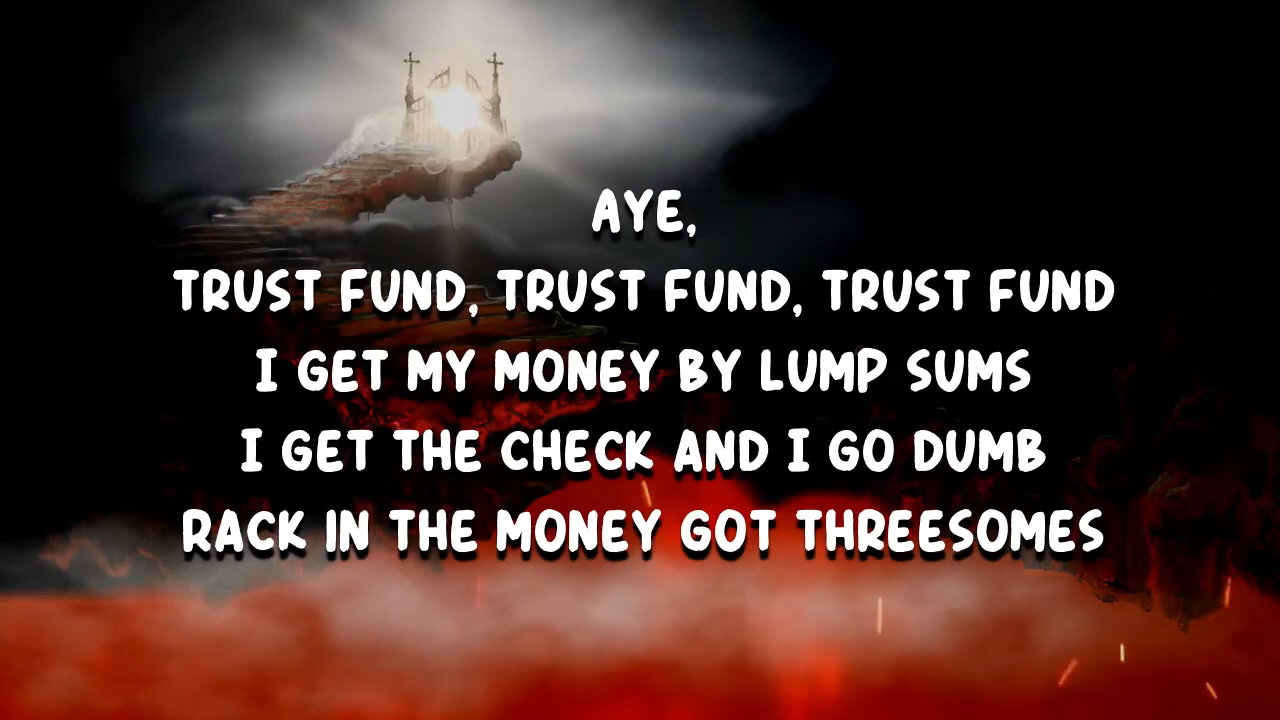 AYE,
TRUST FUND, TRUST FUND, TRUST FUND
I GET MY MONEY BY LUMP SUMS
I GET THE CHECK AND I GO DUMB
RACK IN THE MONEY GOT THREESOMES